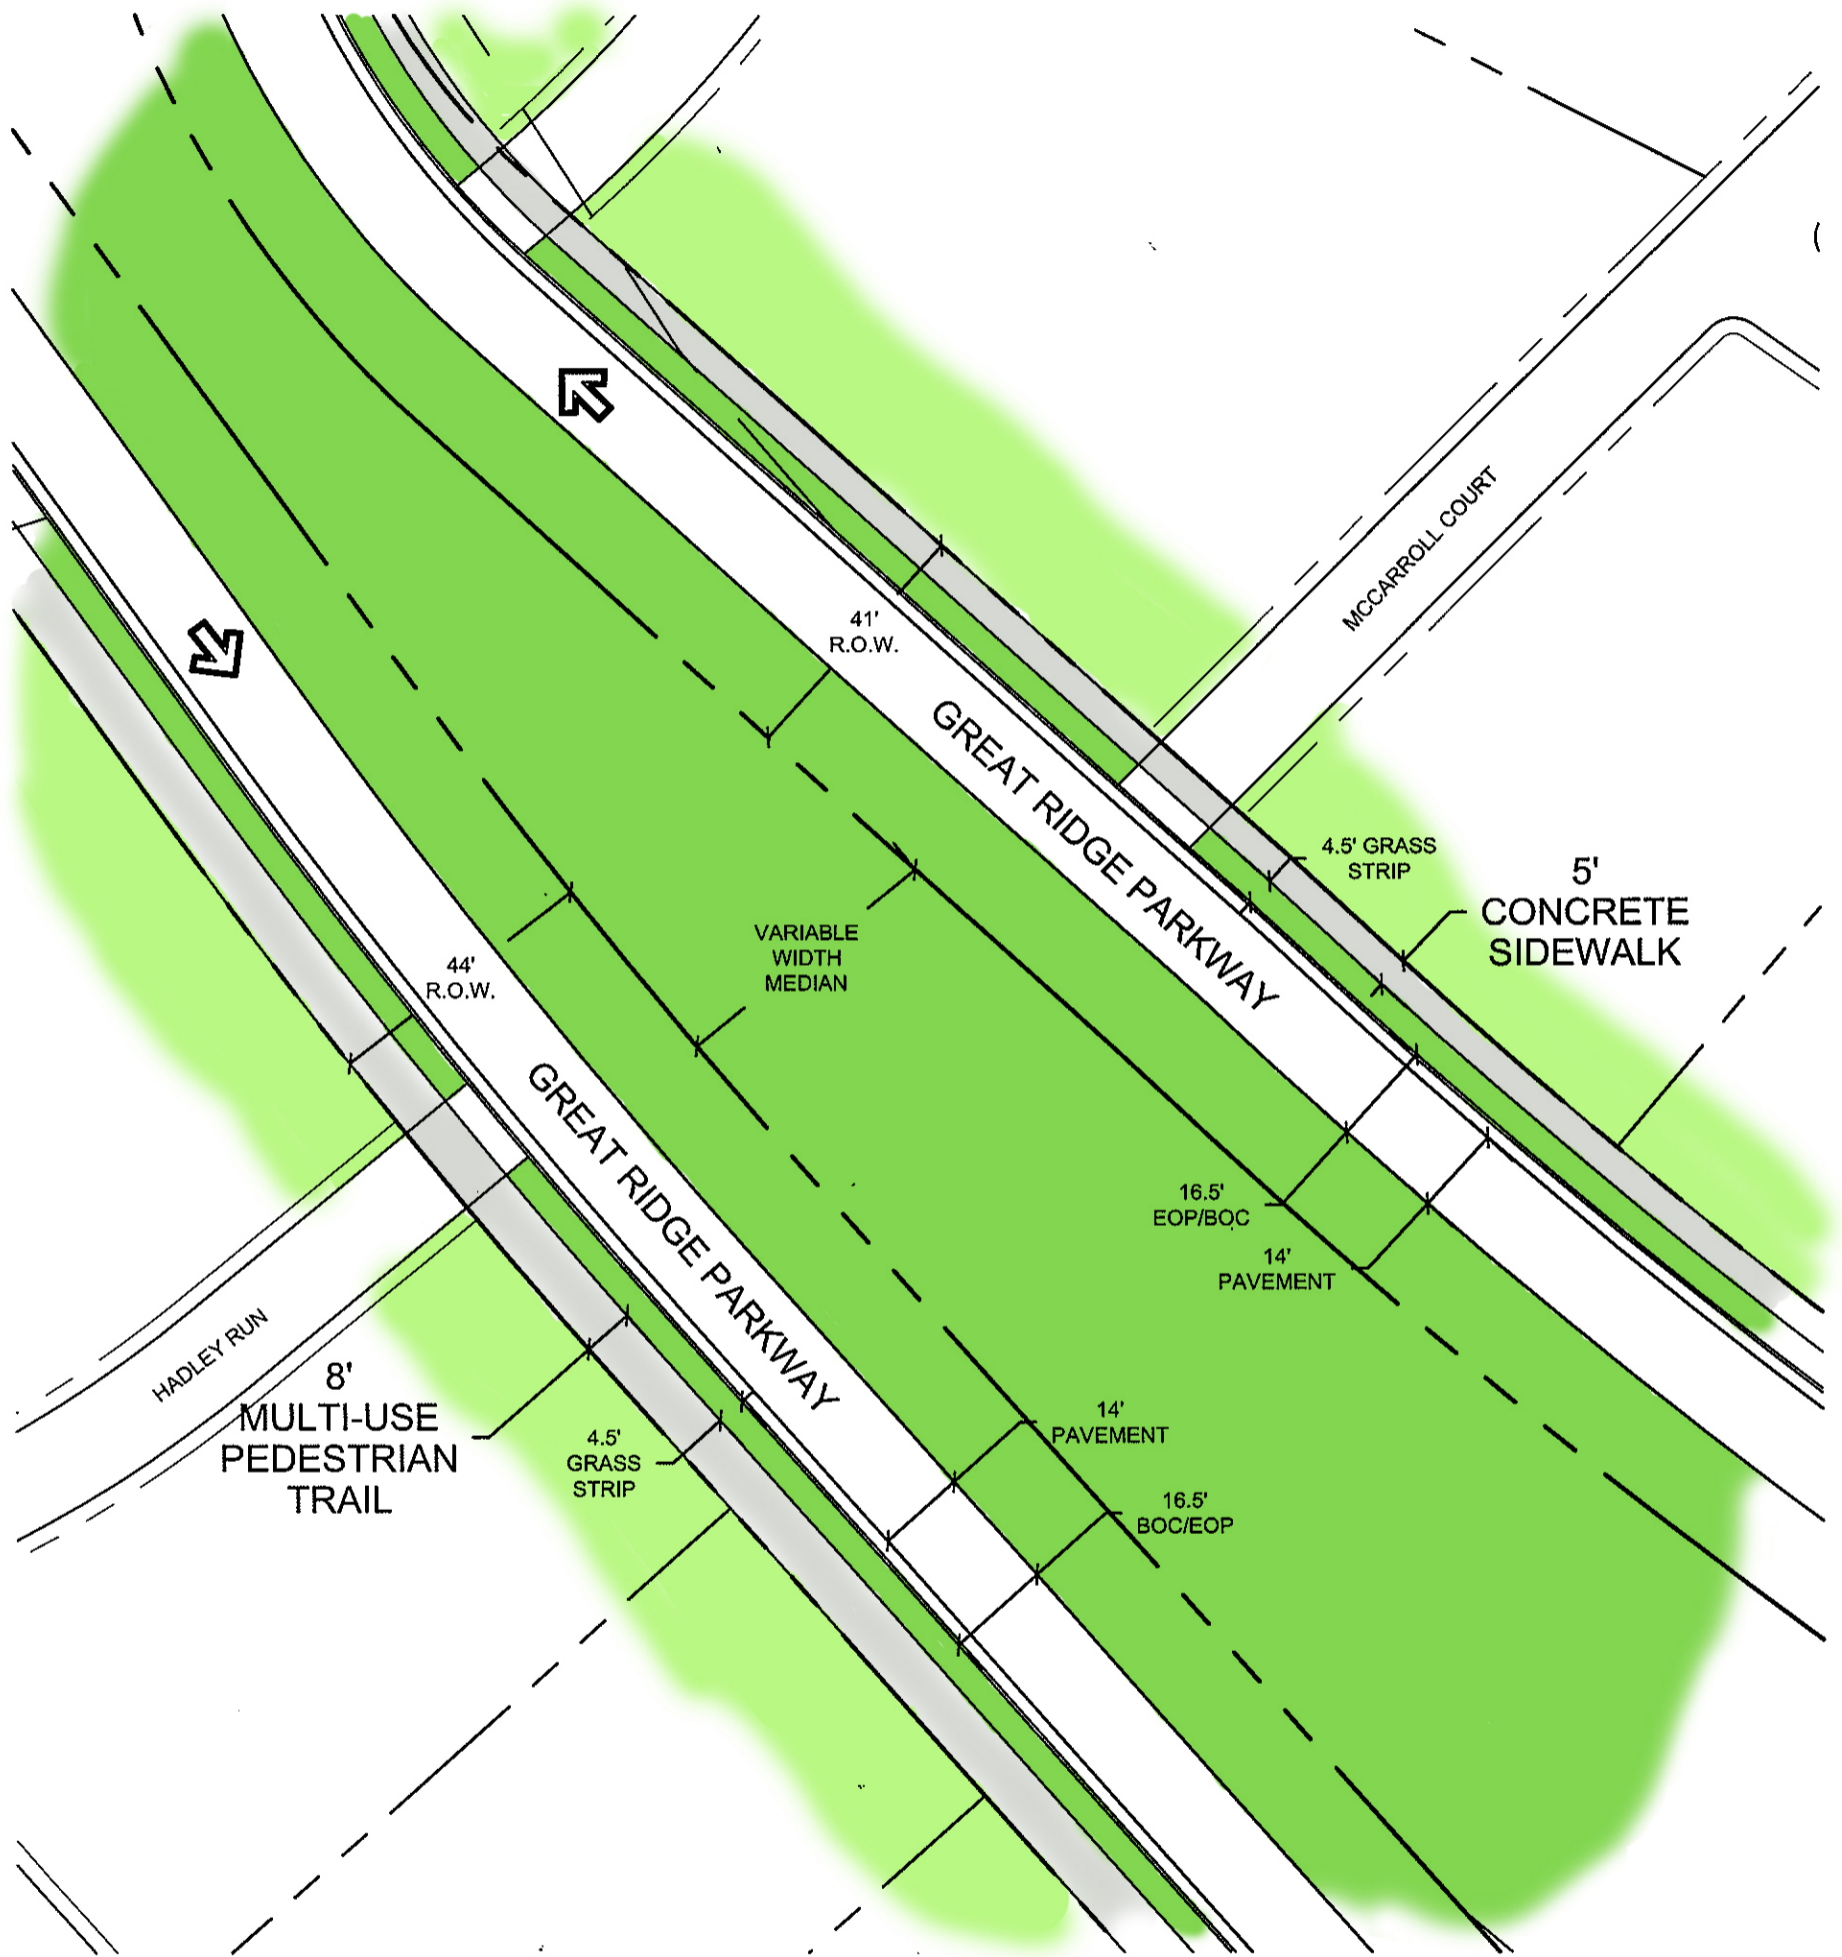 MCCARROLL COURT
41'
R.O.W.
GREAT RIDGE PARKWAY
4.5' GRASS
STRIP
5'
CONCRETE
SIDEWALK
VARIABLE
WIDTH
MEDIAN
44'
R.O.W.
GREAT RIDGE PARKWAY
16.5'
EOP/BOC
14'
PAVEMENT
HADLEY RUN
8'
MULTI-USE
PEDESTRIAN
TRAIL
4.5'
GRASS
STRIP
14'
PAVEMENT
16.5'
BOC/EOP